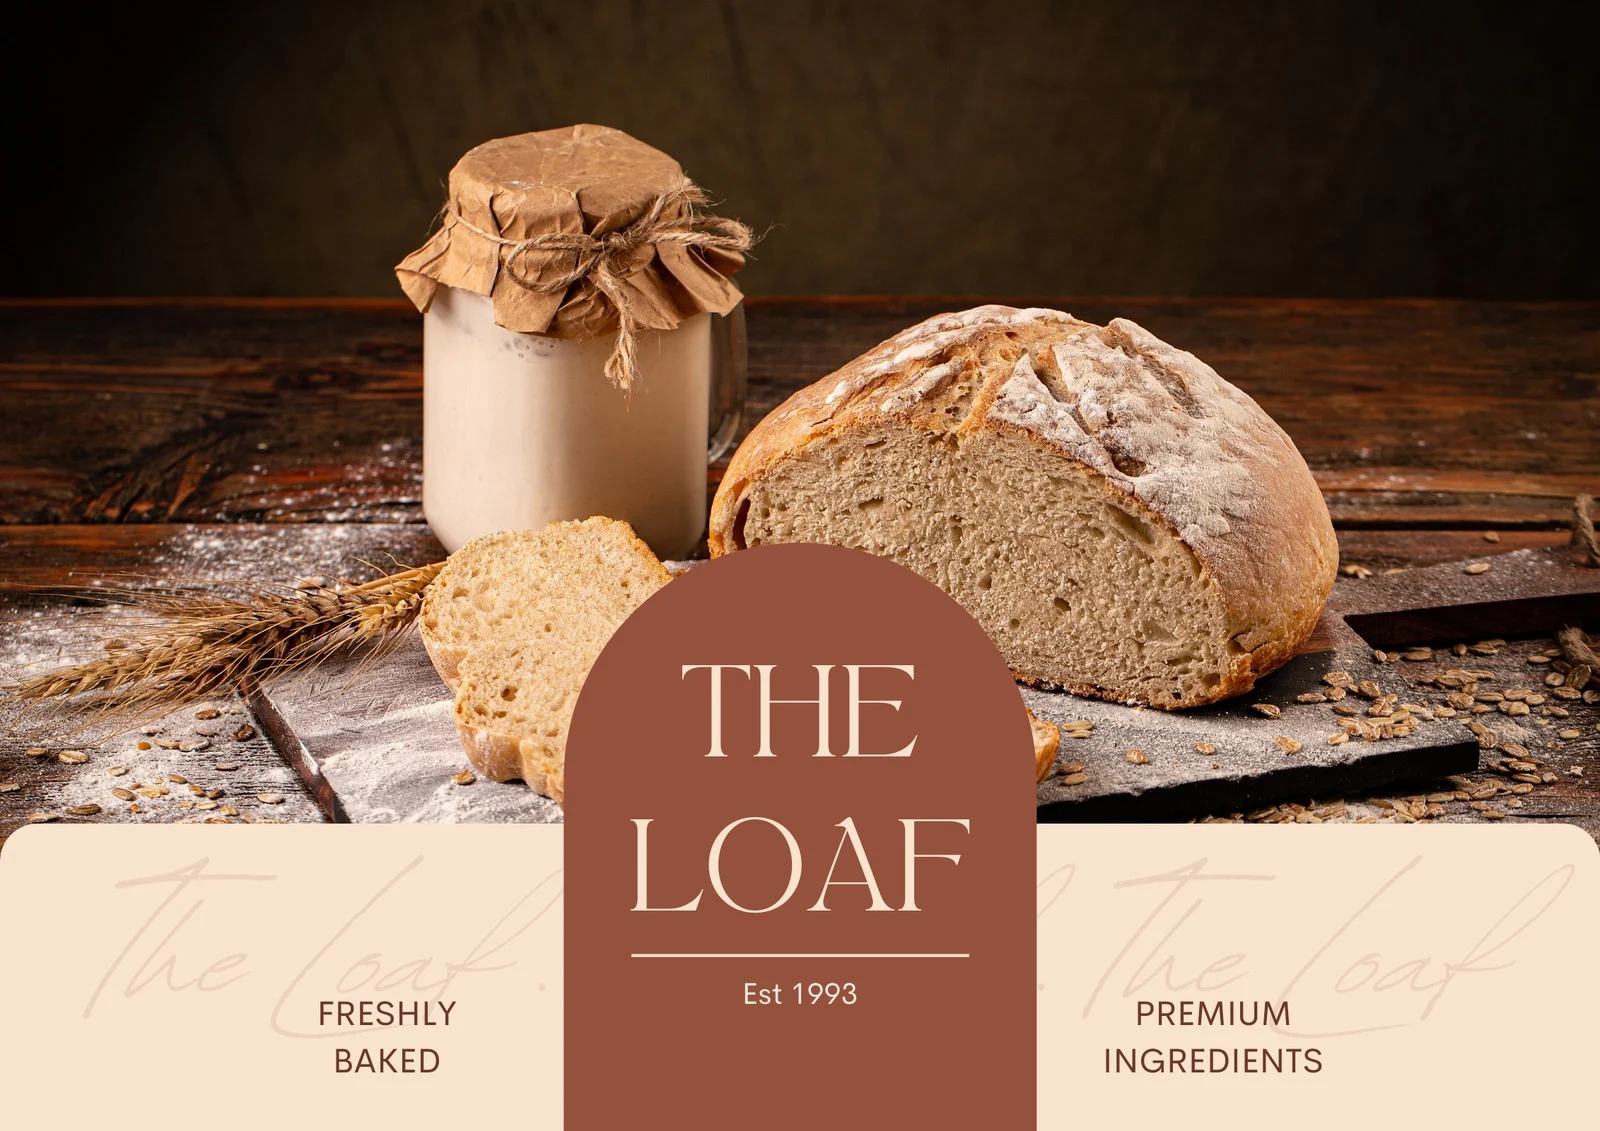 THE
LOAF
Est 1993
The Loaf . The Loaf
FRESHLY
BAKED
PREMIUM
INGREDIENTS